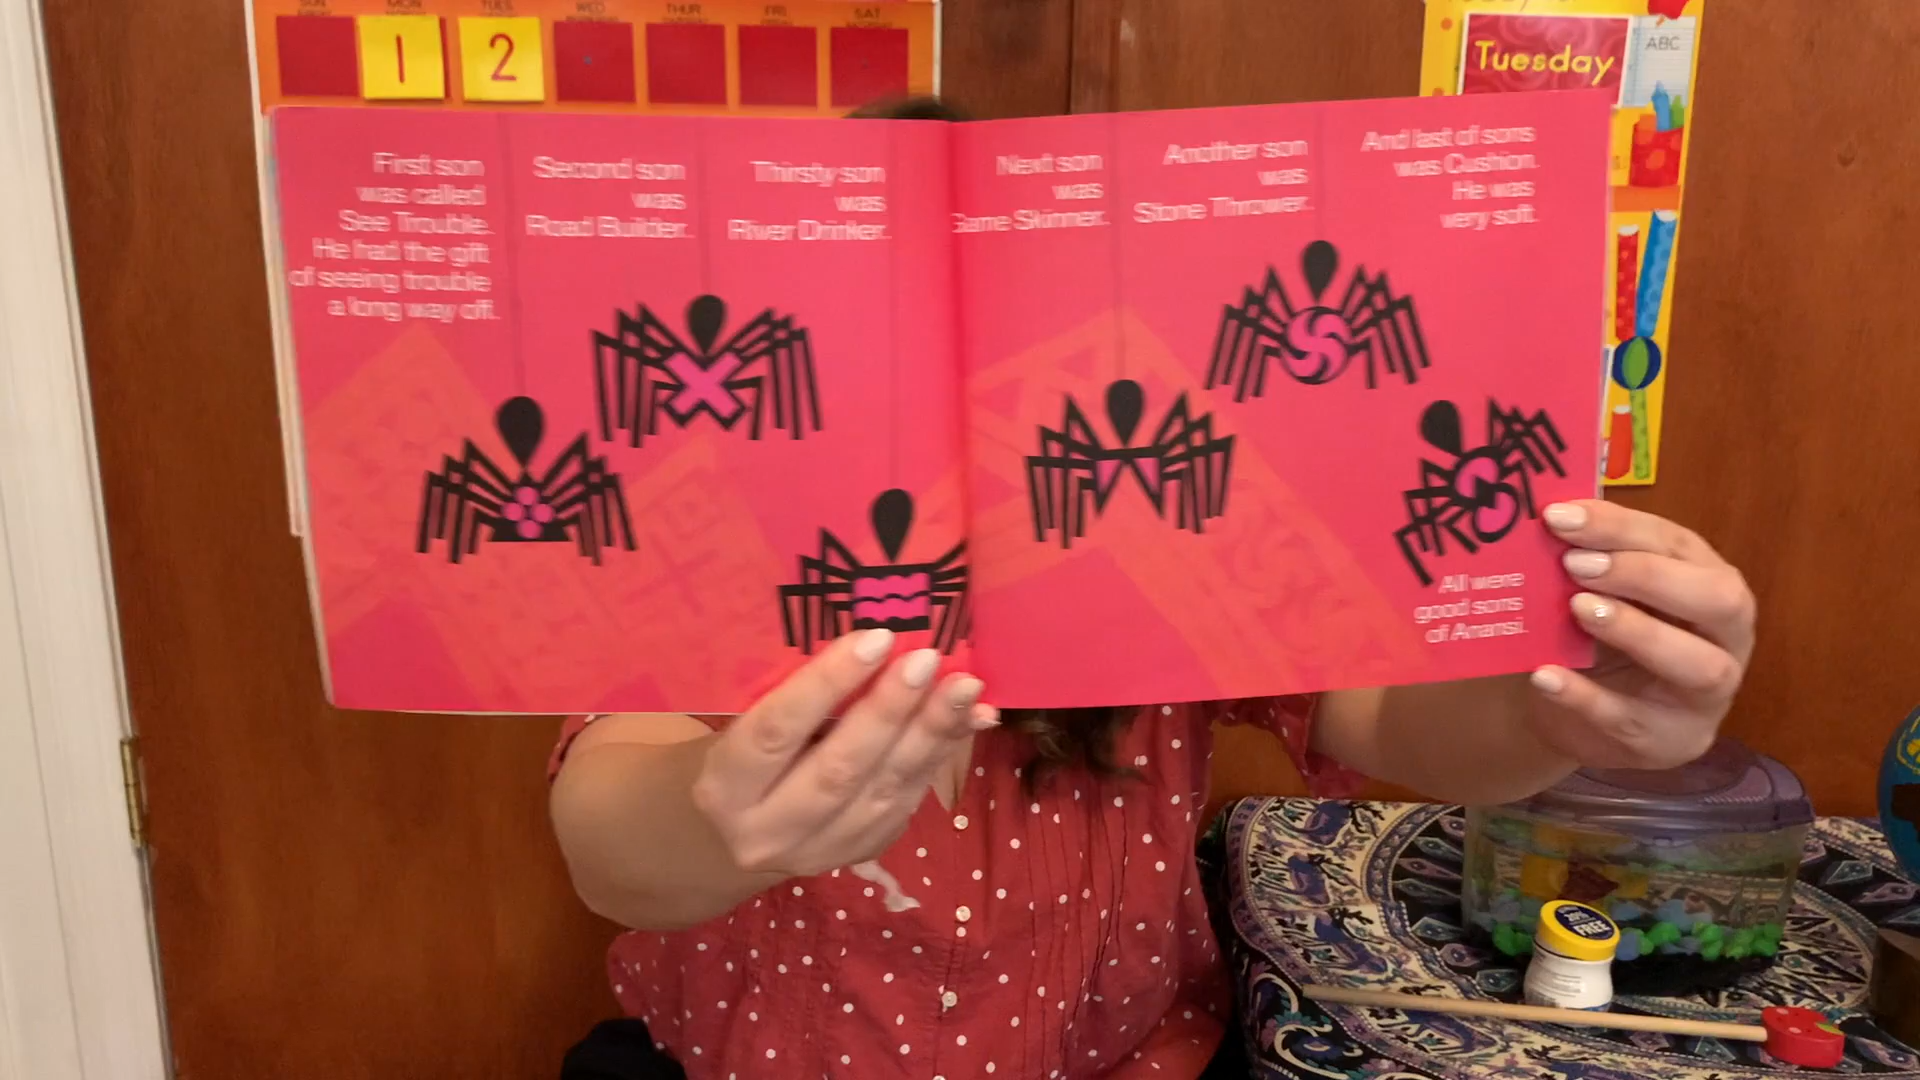 SUN
MON
TUES
WED
THUR
FRI
SAT
1
2
Tuesday
ABC
First son
was called
See Trouble.
He had the gift
of seeing trouble
a long way off.
Second son
was
Road Builder.
Thirsty son
was
River Drinker.
Next son
was
Game Skinner.
Another son
was
Stone Thrower.
And last of sons
was Cushion.
He was
very soft.
All were
good sons
of Anansi.
FREE